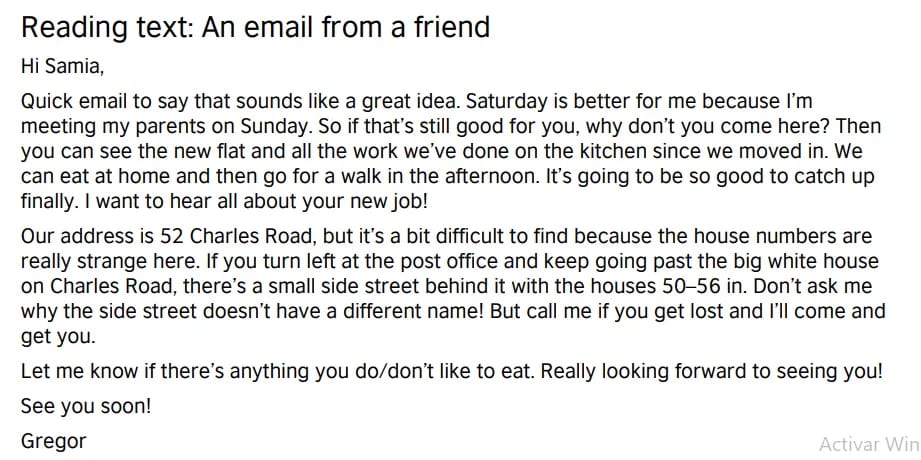 Reading text: An email from a friend
Hi Samia,
Quick email to say that sounds like a great idea. Saturday is better for me because I’m
meeting my parents on Sunday. So if that’s still good for you, why don’t you come here? Then
you can see the new flat and all the work we’ve done on the kitchen since we moved in. We
can eat at home and then go for a walk in the afternoon. It’s going to be so good to catch up
finally. I want to hear all about your new job!
Our address is 52 Charles Road, but it’s a bit difficult to find because the house numbers are
really strange here. If you turn left at the post office and keep going past the big white house
on Charles Road, there’s a small side street behind it with the houses 50–56 in. Don’t ask me
why the side street doesn’t have a different name! But call me if you get lost and I’ll come and
get you.
Let me know if there’s anything you do/don’t like to eat. Really looking forward to seeing you!
See you soon!
Gregor
Activar Win